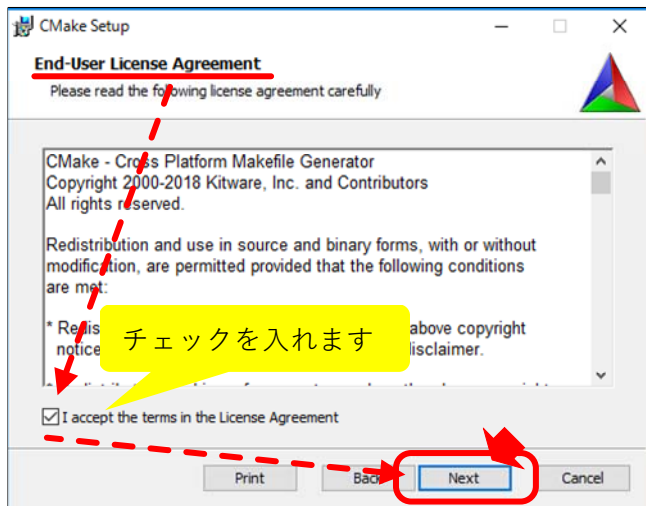 CMake Setup
End-User License Agreement
Please read the following license agreement carefully
CMake - Cross Platform Makefile Generator
Copyright 2000-2018 Kitware, Inc. and Contributors
All rights reserved.
Redistribution and use in source and binary forms, with or without
modification, are permitted provided that the following conditions
are met:
* Redis above copyright
notice disclaimer.
チェックを入れます
I accept the terms in the License Agreement
Print Back Next Cancel